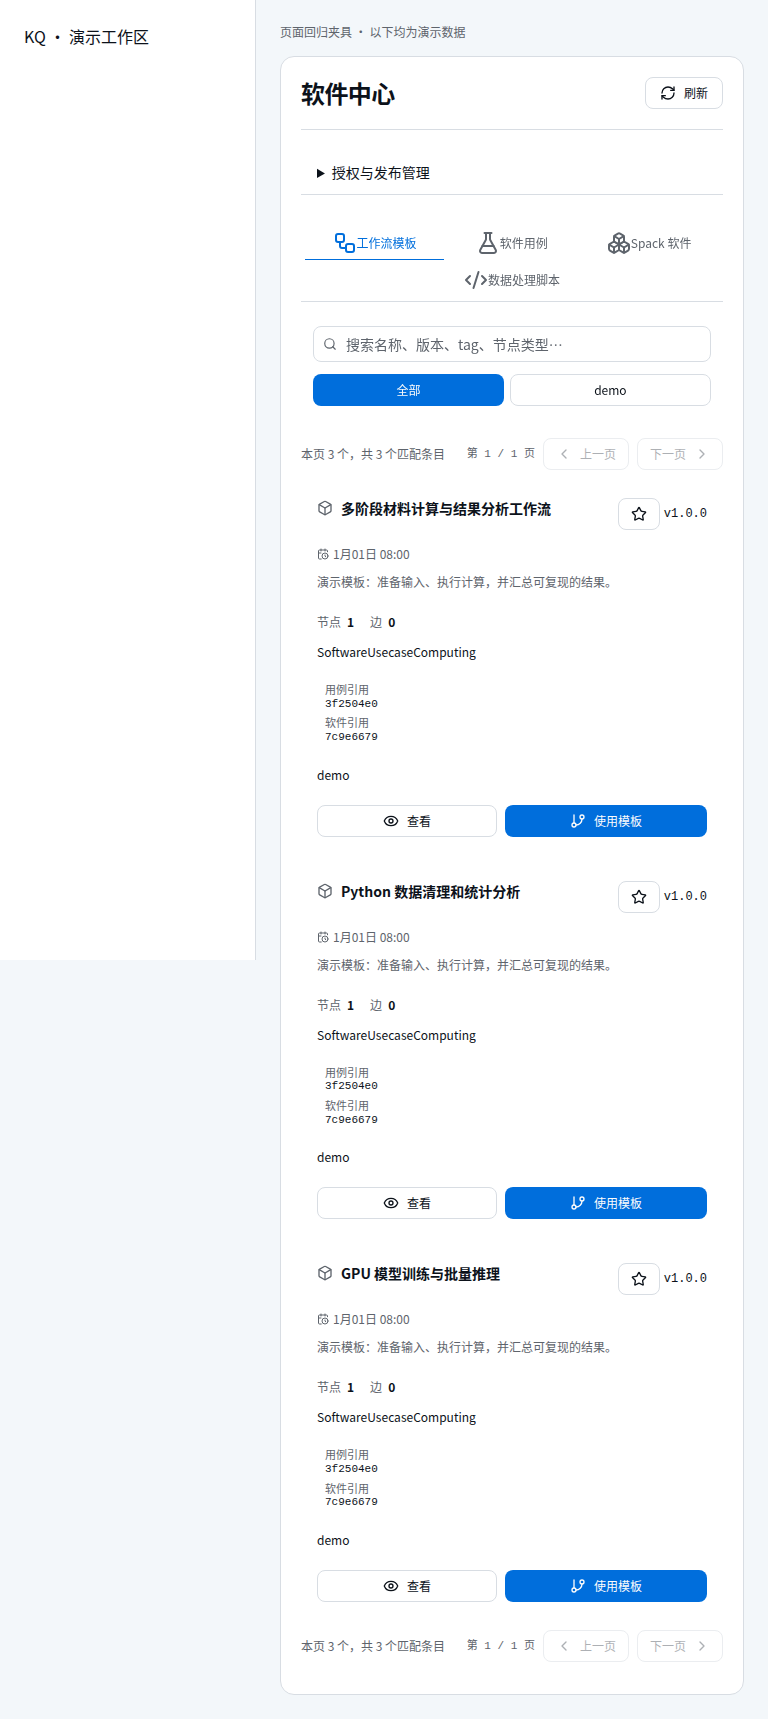 KQ · 演示工作区
页面回归夹具 · 以下均为演示数据
软件中心
刷新
授权与发布管理
工作流模板
软件用例
Spack 软件
数据处理脚本
搜索名称、版本、tag、节点类型…
全部
demo
本页 3 个，共 3 个匹配条目
第 1 / 1 页
上一页
下一页
多阶段材料计算与结果分析工作流
v1.0.0
1月01日 08:00
演示模板：准备输入、执行计算，并汇总可复现的结果。
节点 1 边 0
SoftwareUsecaseComputing
用例引用
3f2504e0
软件引用
7c9e6679
demo
查看
使用模板
Python 数据清理和统计分析
v1.0.0
1月01日 08:00
演示模板：准备输入、执行计算，并汇总可复现的结果。
节点 1 边 0
SoftwareUsecaseComputing
用例引用
3f2504e0
软件引用
7c9e6679
demo
查看
使用模板
GPU 模型训练与批量推理
v1.0.0
1月01日 08:00
演示模板：准备输入、执行计算，并汇总可复现的结果。
节点 1 边 0
SoftwareUsecaseComputing
用例引用
3f2504e0
软件引用
7c9e6679
demo
查看
使用模板
本页 3 个，共 3 个匹配条目
第 1 / 1 页
上一页
下一页